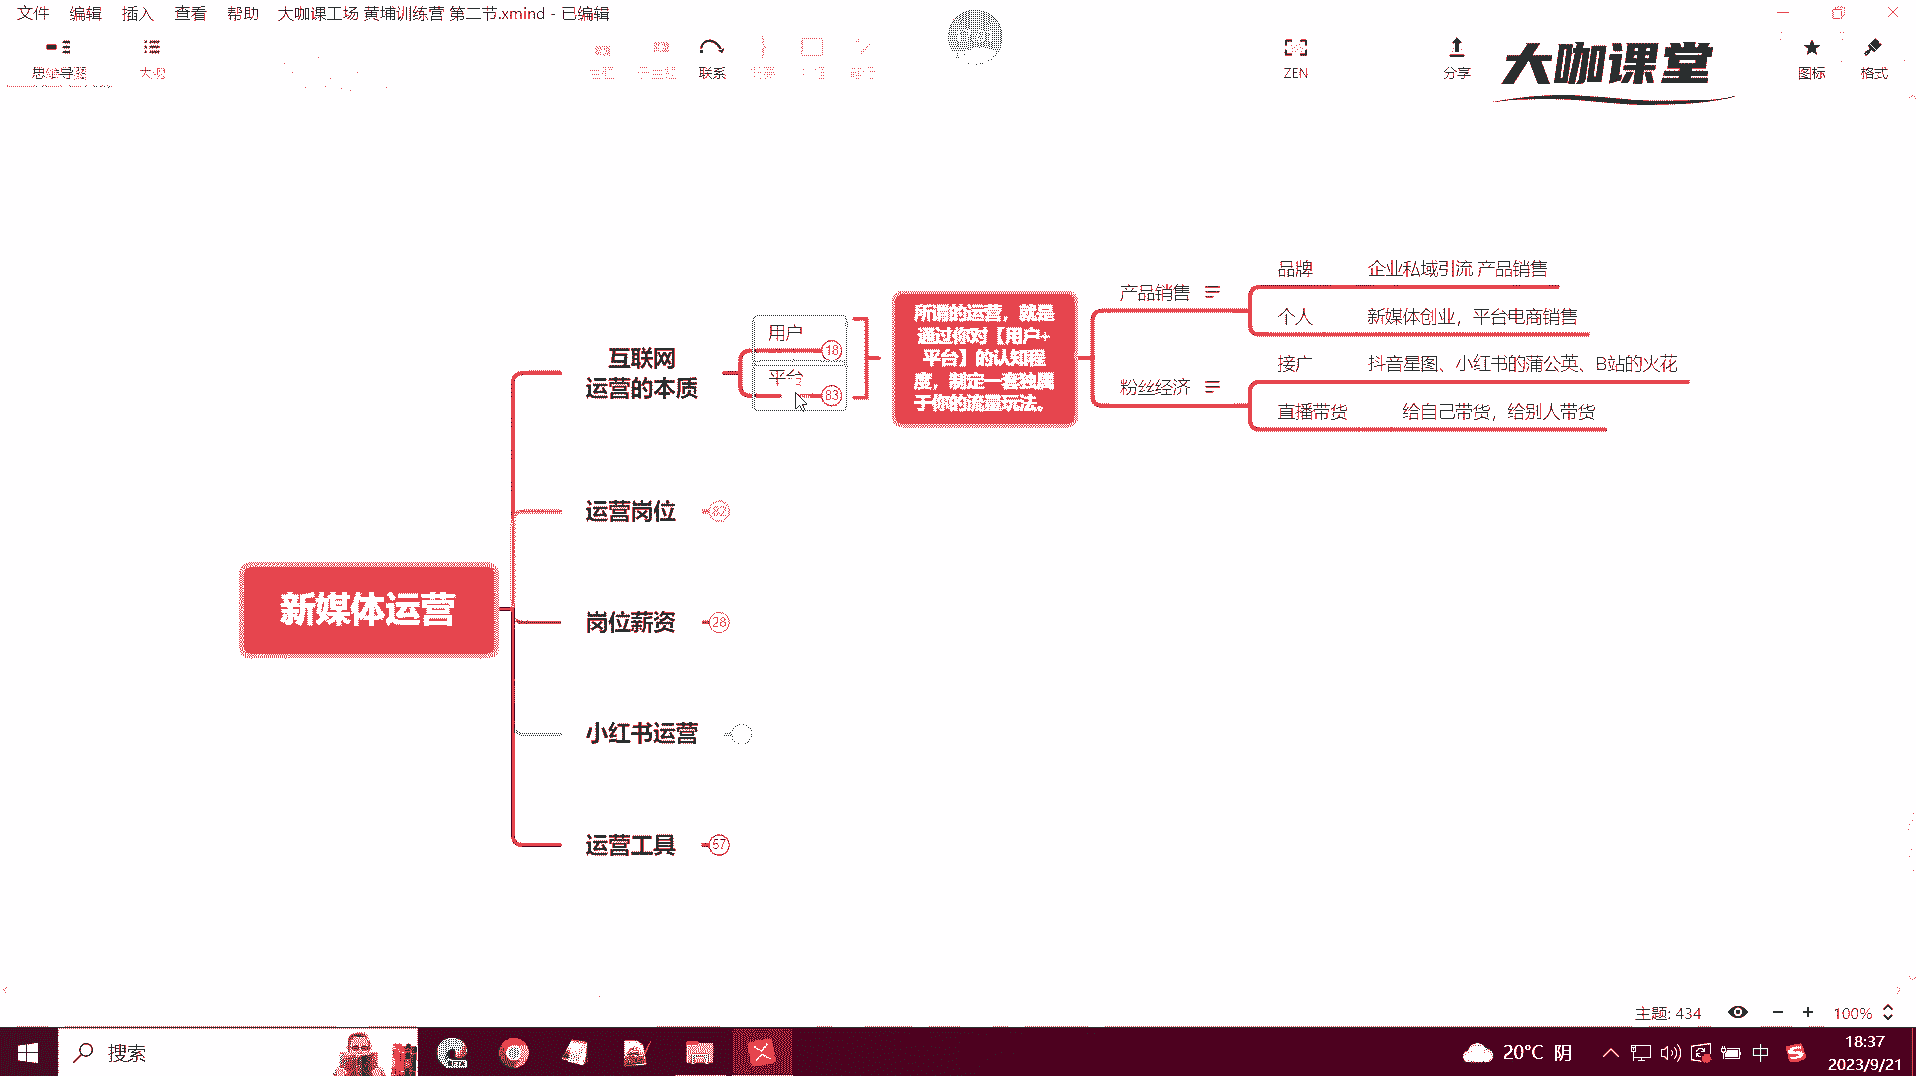 文件 编辑 插入 查看 帮助 大咖课工场 黄埔训练营 第二节.xmind - 已编辑
思维导图
大纲
联系
ZEN
分享
大咖课堂
图标
格式
新媒体运营
互联网
运营的本质
用户
18
平台
83
所谓的运营，就是
通过你对【用户+
平台】的认知程
度，制定一套独属
于你的流量玩法。
产品销售
品牌 企业私域引流 产品销售
个人 新媒体创业，平台电商销售
粉丝经济
接广 抖音星图、小红书的蒲公英、B站的火花
直播带货 给自己带货，给别人带货
运营岗位
82
岗位薪资
28
小红书运营
运营工具
57
主题: 434
100%
搜索
20°C 阴
中
18:37
2023/9/21